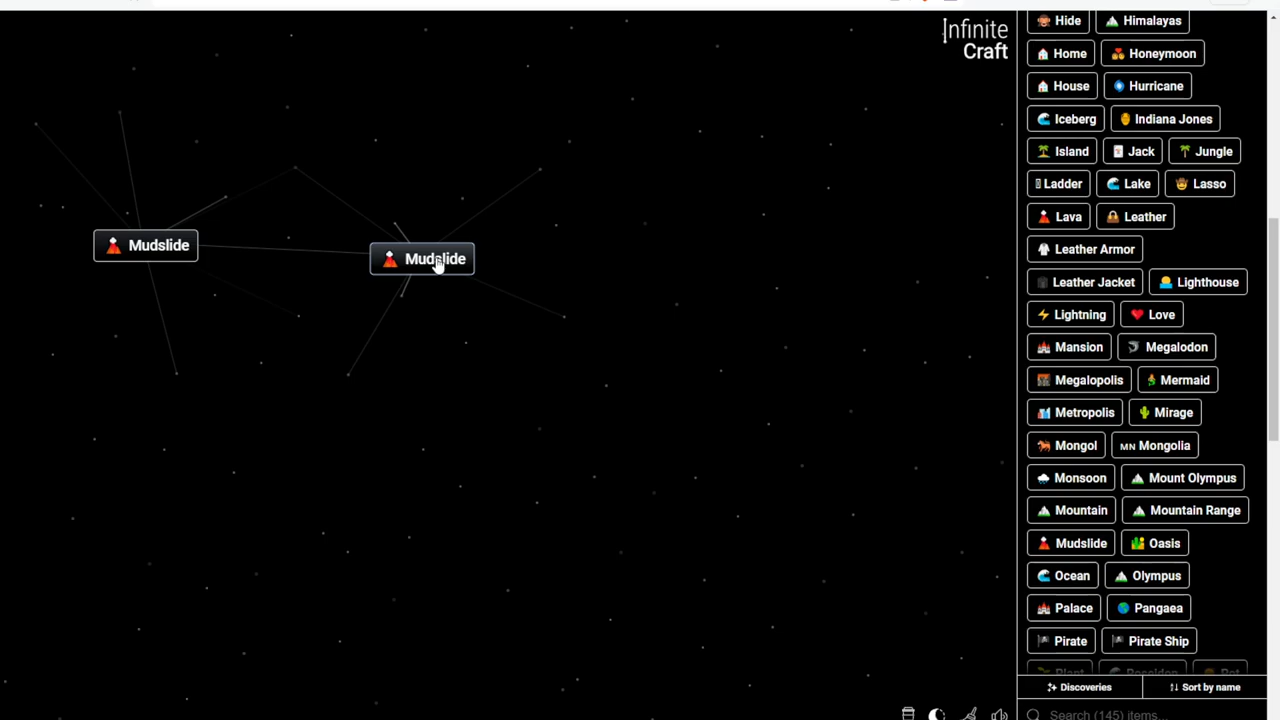 Infinite
Craft
Mudslide
Mudslide
Hide Himalayas
Home Honeymoon
House Hurricane
Iceberg Indiana Jones
Island Jack Jungle
Ladder Lake Lasso
Lava Leather
Leather Armor
Leather Jacket Lighthouse
Lightning Love
Mansion Megalodon
Megalopolis Mermaid
Metropolis Mirage
Mongol MN Mongolia
Monsoon Mount Olympus
Mountain Mountain Range
Mudslide Oasis
Ocean Olympus
Palace Pangaea
Pirate Pirate Ship
Plant Poseidon
Discoveries Sort by name
Search (145) items...